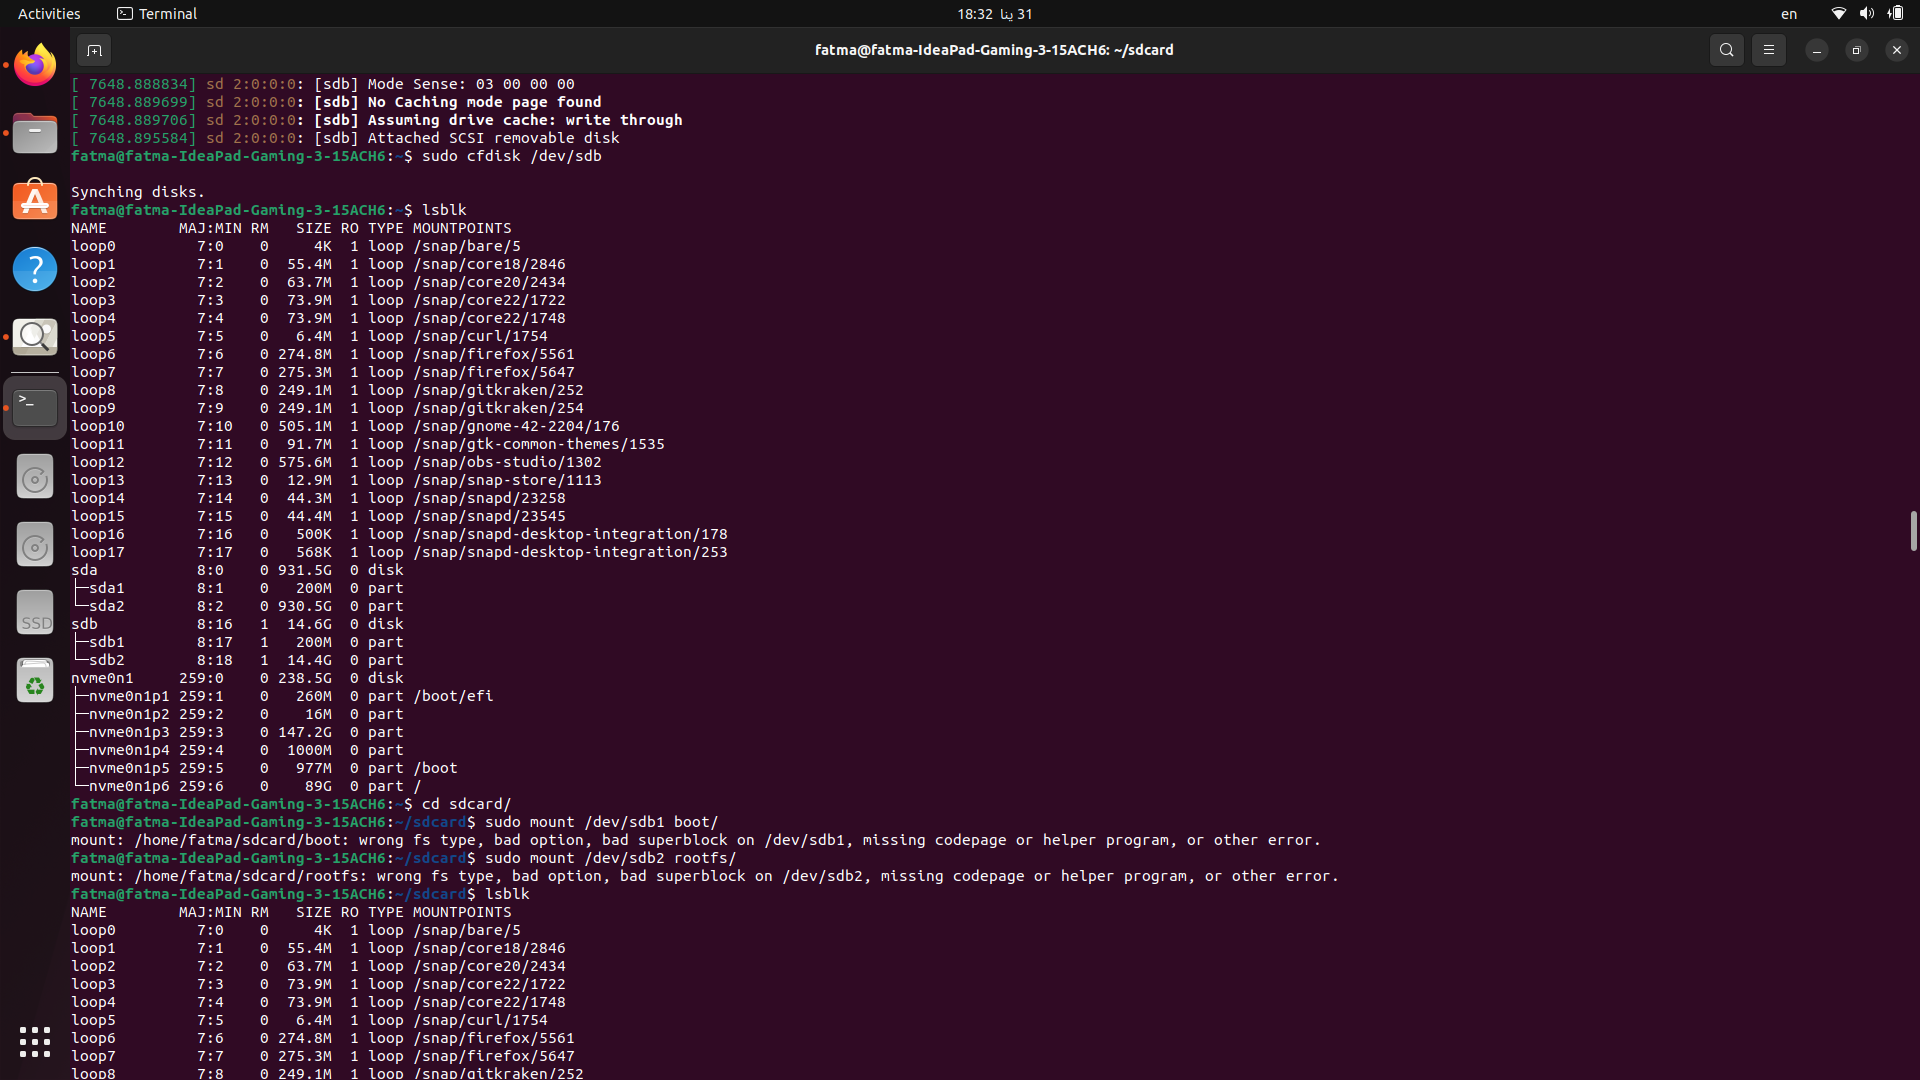 Activities Terminal 18:32 31 ينا en
fatma@fatma-IdeaPad-Gaming-3-15ACH6: ~/sdcard
[ 7648.888834] sd 2:0:0:0: [sdb] Mode Sense: 03 00 00 00
[ 7648.889699] sd 2:0:0:0: [sdb] No Caching mode page found
[ 7648.889706] sd 2:0:0:0: [sdb] Assuming drive cache: write through
[ 7648.895584] sd 2:0:0:0: [sdb] Attached SCSI removable disk
fatma@fatma-IdeaPad-Gaming-3-15ACH6:~$ sudo cfdisk /dev/sdb
Synching disks.
fatma@fatma-IdeaPad-Gaming-3-15ACH6:~$ lsblk
NAME        MAJ:MIN RM   SIZE RO TYPE MOUNTPOINTS
loop0         7:0    0     4K  1 loop /snap/bare/5
loop1         7:1    0  55.4M  1 loop /snap/core18/2846
loop2         7:2    0  63.7M  1 loop /snap/core20/2434
loop3         7:3    0  73.9M  1 loop /snap/core22/1722
loop4         7:4    0  73.9M  1 loop /snap/core22/1748
loop5         7:5    0   6.4M  1 loop /snap/curl/1754
loop6         7:6    0 274.8M  1 loop /snap/firefox/5561
loop7         7:7    0 275.3M  1 loop /snap/firefox/5647
loop8         7:8    0 249.1M  1 loop /snap/gitkraken/252
loop9         7:9    0 249.1M  1 loop /snap/gitkraken/254
loop10        7:10   0 505.1M  1 loop /snap/gnome-42-2204/176
loop11        7:11   0  91.7M  1 loop /snap/gtk-common-themes/1535
loop12        7:12   0 575.6M  1 loop /snap/obs-studio/1302
loop13        7:13   0  12.9M  1 loop /snap/snap-store/1113
loop14        7:14   0  44.3M  1 loop /snap/snapd/23258
loop15        7:15   0  44.4M  1 loop /snap/snapd/23545
loop16        7:16   0   500K  1 loop /snap/snapd-desktop-integration/178
loop17        7:17   0   568K  1 loop /snap/snapd-desktop-integration/253
sda           8:0    0 931.5G  0 disk
├─sda1        8:1    0   200M  0 part
└─sda2        8:2    0 930.5G  0 part
sdb           8:16   1  14.6G  0 disk
├─sdb1        8:17   1   200M  0 part
└─sdb2        8:18   1  14.4G  0 part
nvme0n1     259:0    0 238.5G  0 disk
├─nvme0n1p1 259:1    0   260M  0 part /boot/efi
├─nvme0n1p2 259:2    0    16M  0 part
├─nvme0n1p3 259:3    0 147.2G  0 part
├─nvme0n1p4 259:4    0  1000M  0 part
├─nvme0n1p5 259:5    0   977M  0 part /boot
└─nvme0n1p6 259:6    0    89G  0 part /
fatma@fatma-IdeaPad-Gaming-3-15ACH6:~$ cd sdcard/
fatma@fatma-IdeaPad-Gaming-3-15ACH6:~/sdcard$ sudo mount /dev/sdb1 boot/
mount: /home/fatma/sdcard/boot: wrong fs type, bad option, bad superblock on /dev/sdb1, missing codepage or helper program, or other error.
fatma@fatma-IdeaPad-Gaming-3-15ACH6:~/sdcard$ sudo mount /dev/sdb2 rootfs/
mount: /home/fatma/sdcard/rootfs: wrong fs type, bad option, bad superblock on /dev/sdb2, missing codepage or helper program, or other error.
fatma@fatma-IdeaPad-Gaming-3-15ACH6:~/sdcard$ lsblk
NAME        MAJ:MIN RM   SIZE RO TYPE MOUNTPOINTS
loop0         7:0    0     4K  1 loop /snap/bare/5
loop1         7:1    0  55.4M  1 loop /snap/core18/2846
loop2         7:2    0  63.7M  1 loop /snap/core20/2434
loop3         7:3    0  73.9M  1 loop /snap/core22/1722
loop4         7:4    0  73.9M  1 loop /snap/core22/1748
loop5         7:5    0   6.4M  1 loop /snap/curl/1754
loop6         7:6    0 274.8M  1 loop /snap/firefox/5561
loop7         7:7    0 275.3M  1 loop /snap/firefox/5647
loop8         7:8    0 249.1M  1 loop /snap/gitkraken/252
SSD